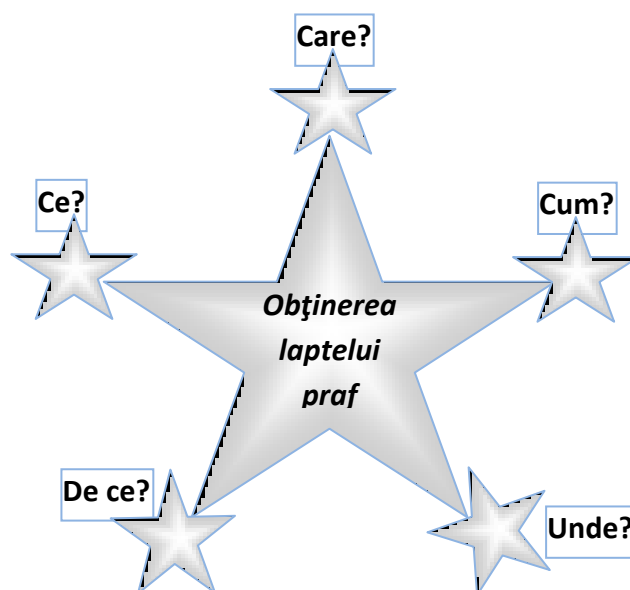 Care?
Ce?
Cum?
Obţinerea
laptelui
praf
De ce?
Unde?